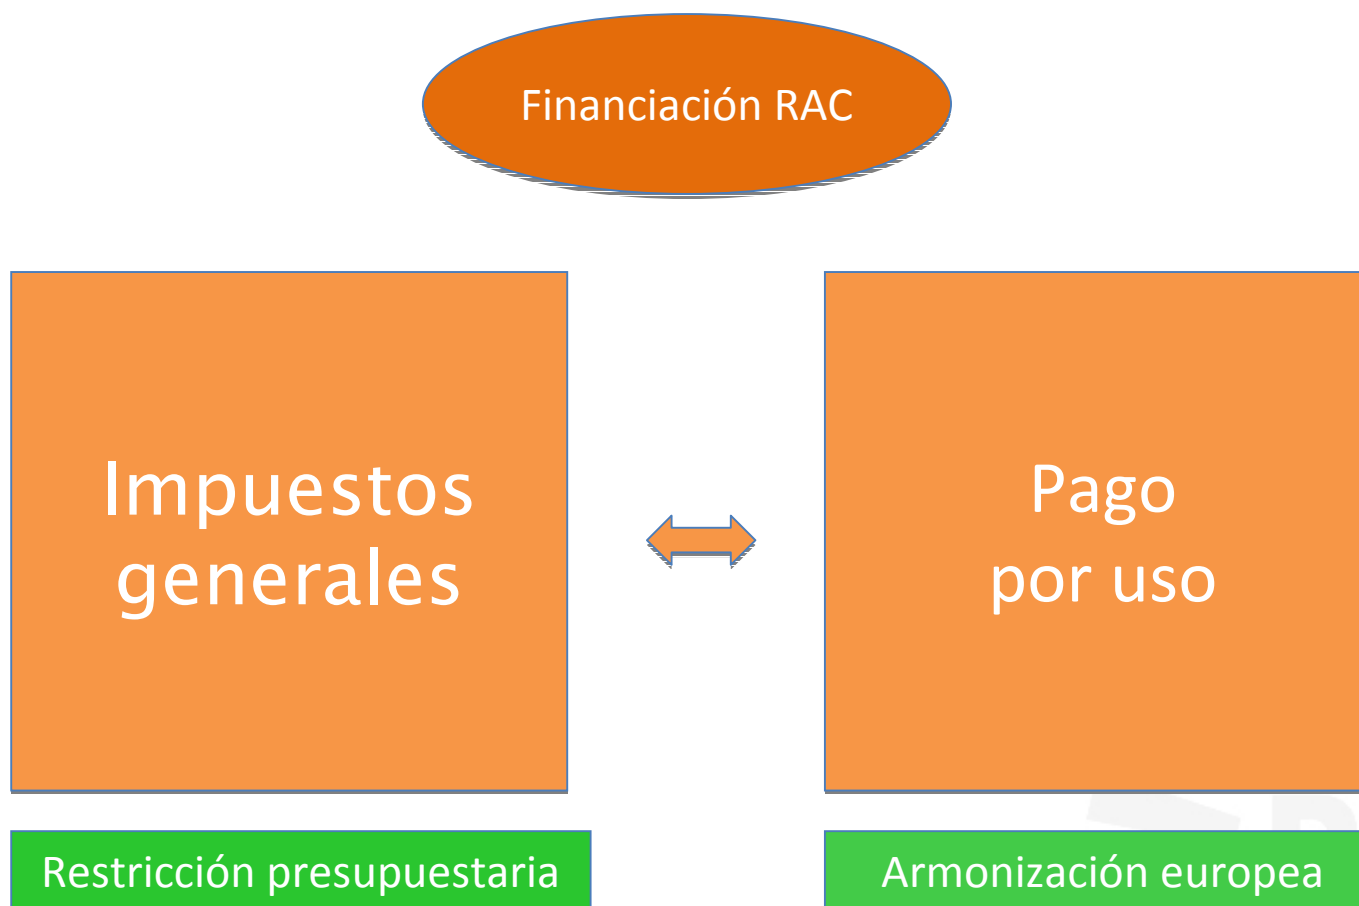 Financiación RAC
Impuestos
generales
Pago
por uso
Restricción presupuestaria
Armonización europea